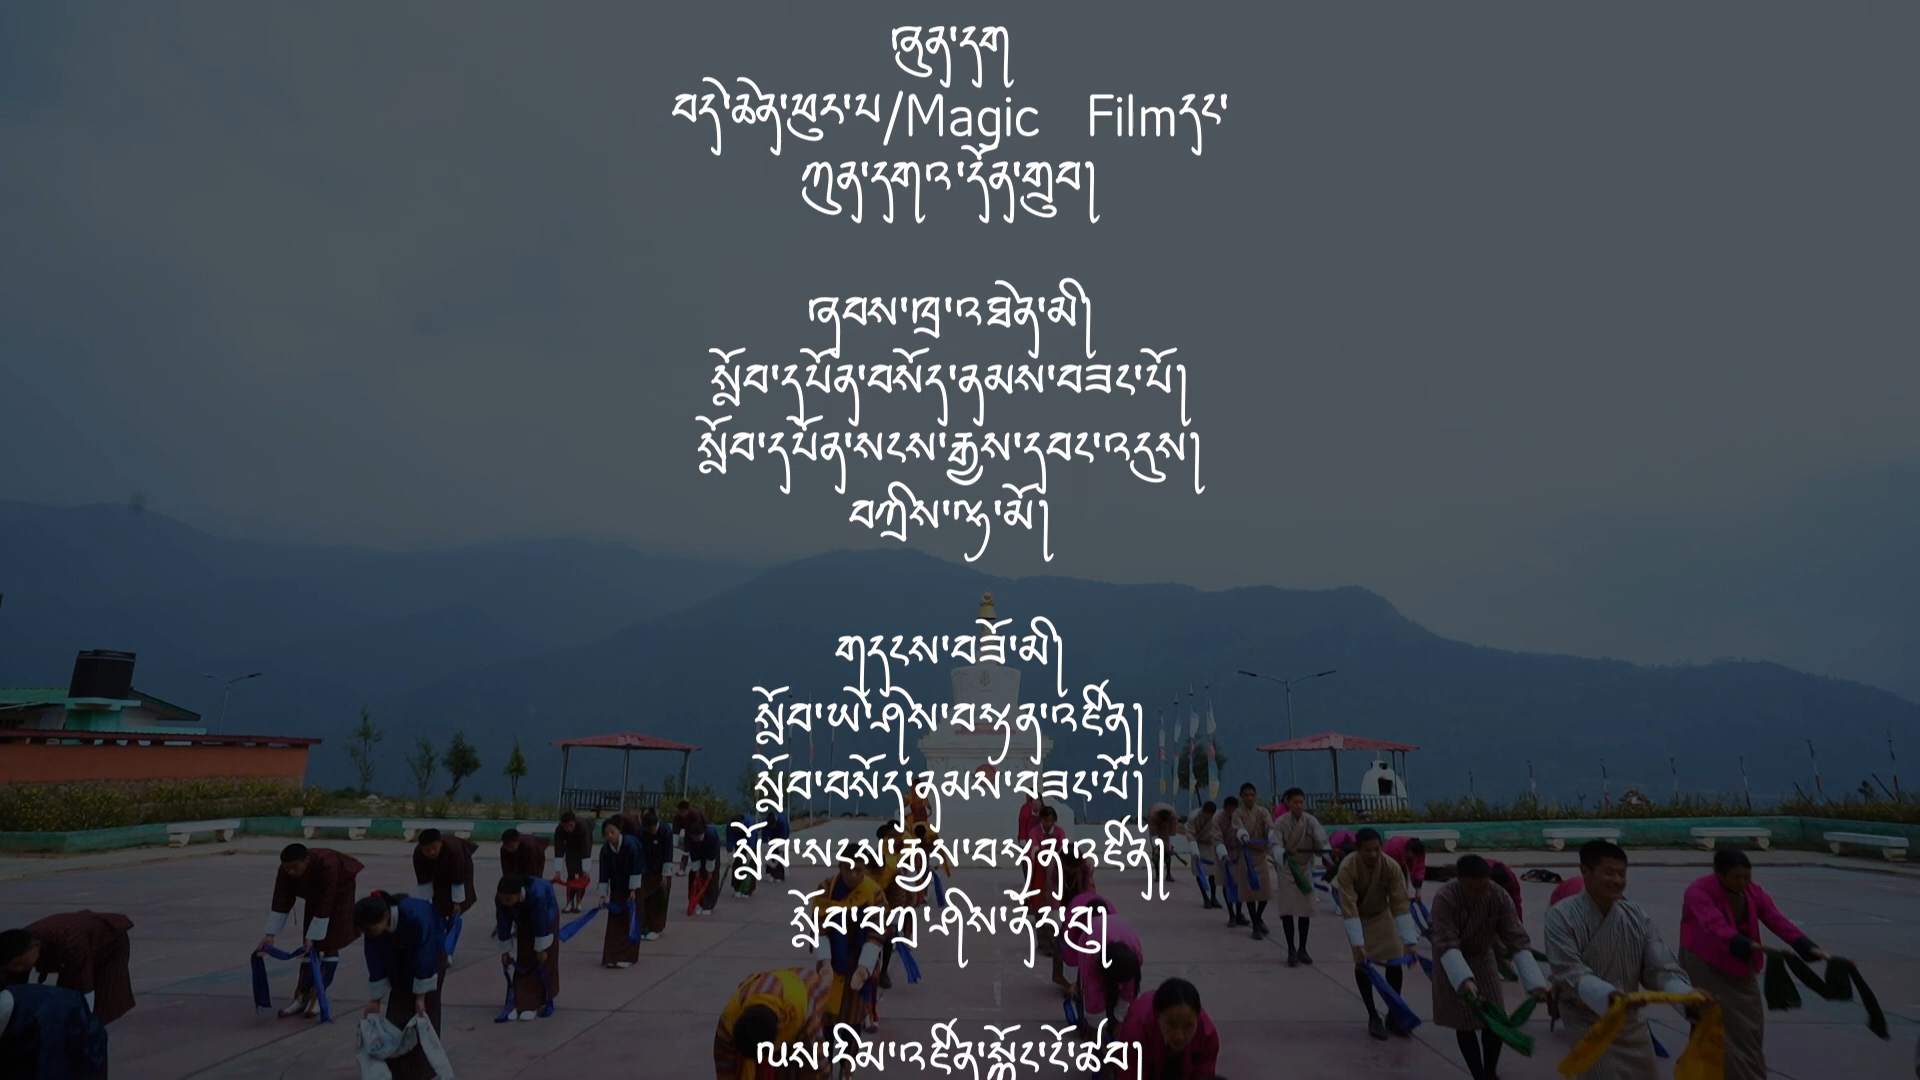 ཞུན་དག
བདེ་ཆེན་ཕུར་པ/Magic Filmདང་
ཀུན་དགའ་དོན་གྲུབ།
ཞབས་ཁྲ་འཐེན་མི།
སློབ་དཔོན་བསོད་ནམས་བཟང་པོ།
སློབ་དཔོན་སངས་རྒྱས་དབང་འདུས།
བཀྲིས་ལྷ་མོ།
གདངས་བཟོ་མི།
སློབ་ཡེ་ཤེས་བསྟན་འཛིན།
སློབ་བསོད་ནམས་བཟང་པོ།
སློབ་སངས་རྒྱས་བསྟན་འཛིན།
སློབ་བཀྲ་ཤིས་ནོར་བུ།
ལས་རིམ་འཛིན་སྐྱོང་ངོ་ཚབ།